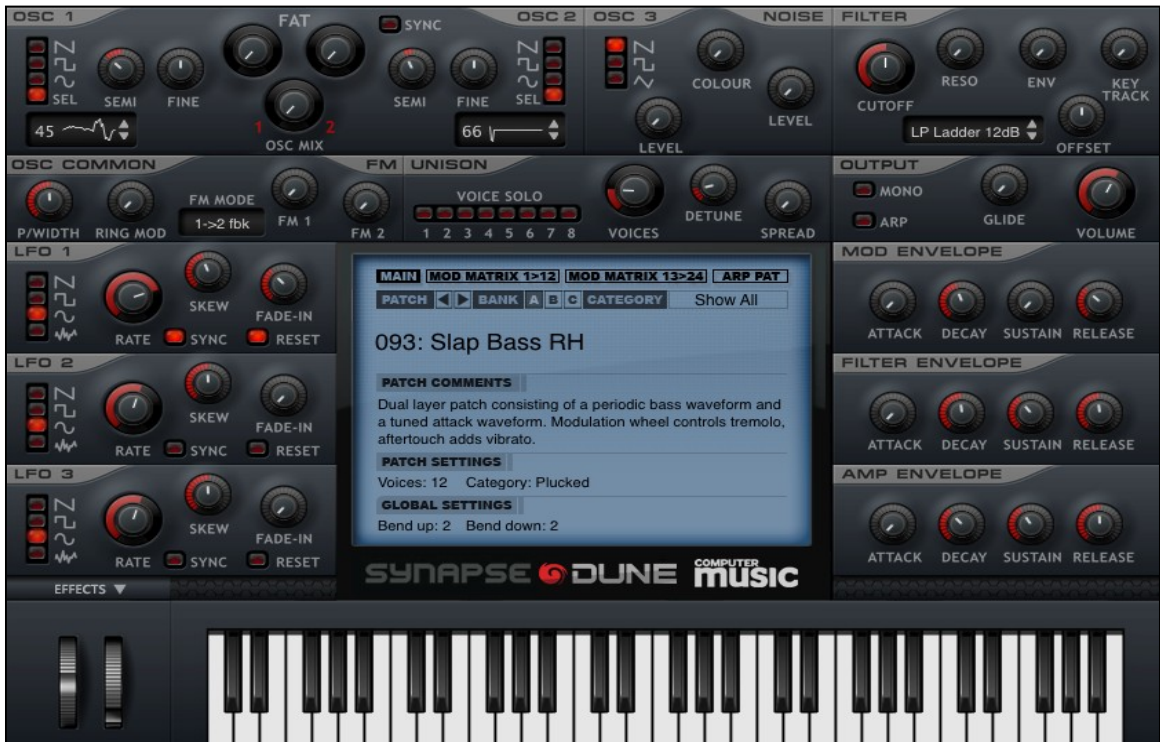 OSC 1
FAT
SYNC
OSC 2
OSC 3
NOISE
FILTER
SEL
SEMI
FINE
SEMI
FINE
SEL
COLOUR
LEVEL
CUTOFF
RESO
ENV
KEY
TRACK
45
1
2
OSC MIX
66
LEVEL
LP Ladder 12dB
OFFSET
OSC COMMON
FM
UNISON
OUTPUT
P/WIDTH
RING MOD
FM MODE
1->2 fbk
FM 1
FM 2
VOICE SOLO
1 2 3 4 5 6 7 8
VOICES
DETUNE
SPREAD
MONO
ARP
GLIDE
VOLUME
LFO 1
RATE
SKEW
SYNC
FADE-IN
RESET
LFO 2
RATE
SKEW
SYNC
FADE-IN
RESET
LFO 3
RATE
SKEW
SYNC
FADE-IN
RESET
EFFECTS
MAIN MOD MATRIX 1>12 MOD MATRIX 13>24 ARP PAT
PATCH BANK A B C CATEGORY Show All
093: Slap Bass RH
PATCH COMMENTS
Dual layer patch consisting of a periodic bass waveform and
a tuned attack waveform. Modulation wheel controls tremolo,
aftertouch adds vibrato.
PATCH SETTINGS
Voices: 12 Category: Plucked
GLOBAL SETTINGS
Bend up: 2 Bend down: 2
SYNAPSE DUNE
COMPUTER
music
MOD ENVELOPE
ATTACK DECAY SUSTAIN RELEASE
FILTER ENVELOPE
ATTACK DECAY SUSTAIN RELEASE
AMP ENVELOPE
ATTACK DECAY SUSTAIN RELEASE